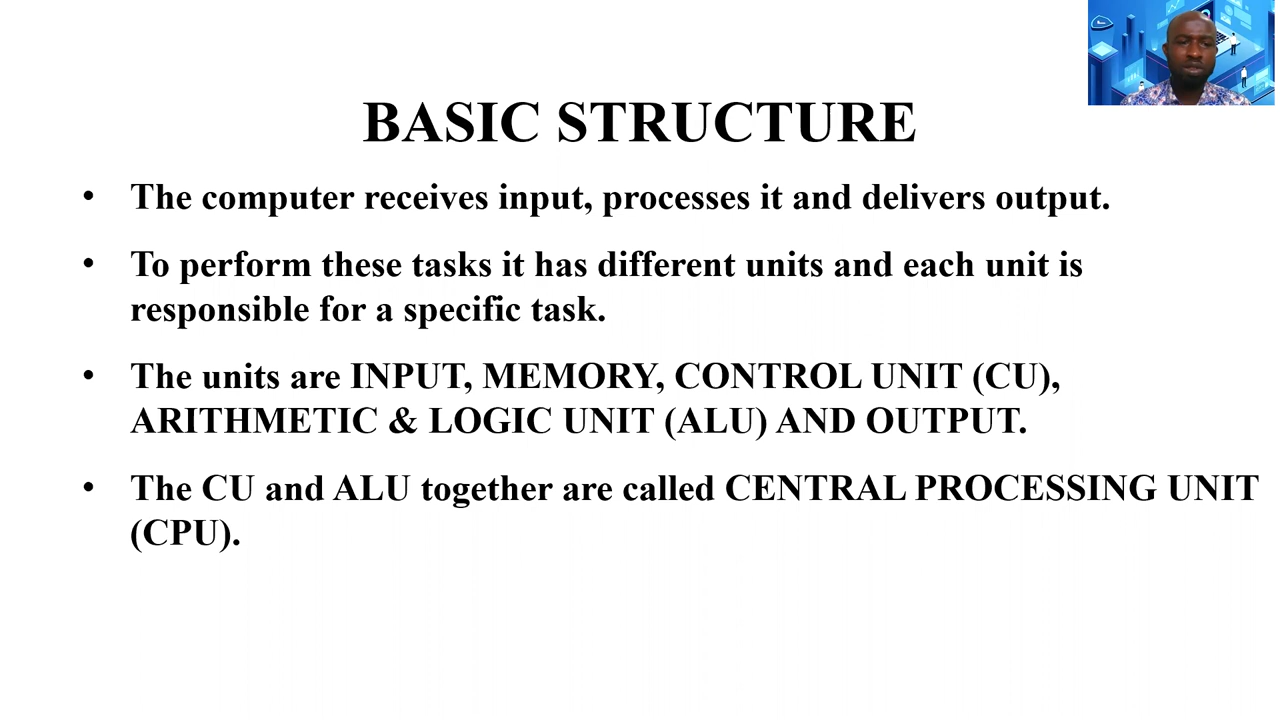 BASIC STRUCTURE
• The computer receives input, processes it and delivers output.
• To perform these tasks it has different units and each unit is
responsible for a specific task.
• The units are INPUT, MEMORY, CONTROL UNIT (CU),
ARITHMETIC & LOGIC UNIT (ALU) AND OUTPUT.
• The CU and ALU together are called CENTRAL PROCESSING UNIT
(CPU).